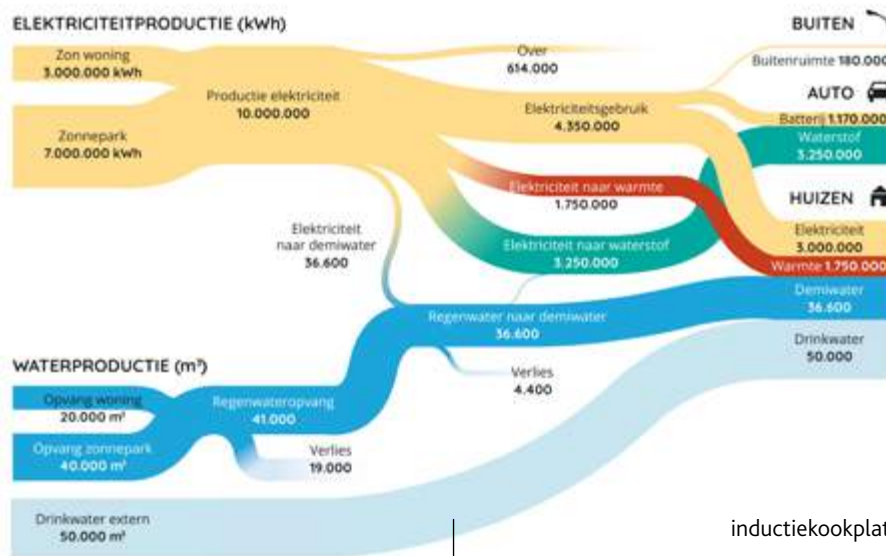 ELEKTRICITEITPRODUCTIE (kWh)
Zon woning
3.000.000 kWh
Zonnepark
7.000.000 kWh
Productie elektriciteit
10.000.000
Over
614.000
Elektriciteitsgebruik
4.350.000
Elektriciteit naar warmte
1.750.000
Elektriciteit naar waterstof
3.250.000
Elektriciteit
naar demiwater
36.600
BUITEN
Buitenruimte 180.000
AUTO
Batterij 1.170.000
Waterstof
3.250.000
HUIZEN
Elektriciteit
3.000.000
Warmte 1.750.000
Demiwater
36.600
Drinkwater
50.000
Regenwater naar demiwater
36.600
Verlies
4.400
WATERPRODUCTIE (m³)
Opvang woning
20.000 m³
Opvang zonnepark
40.000 m³
Regenwateropvang
41.000
Verlies
19.000
Drinkwater extern
50.000 m³
inductiekookplat